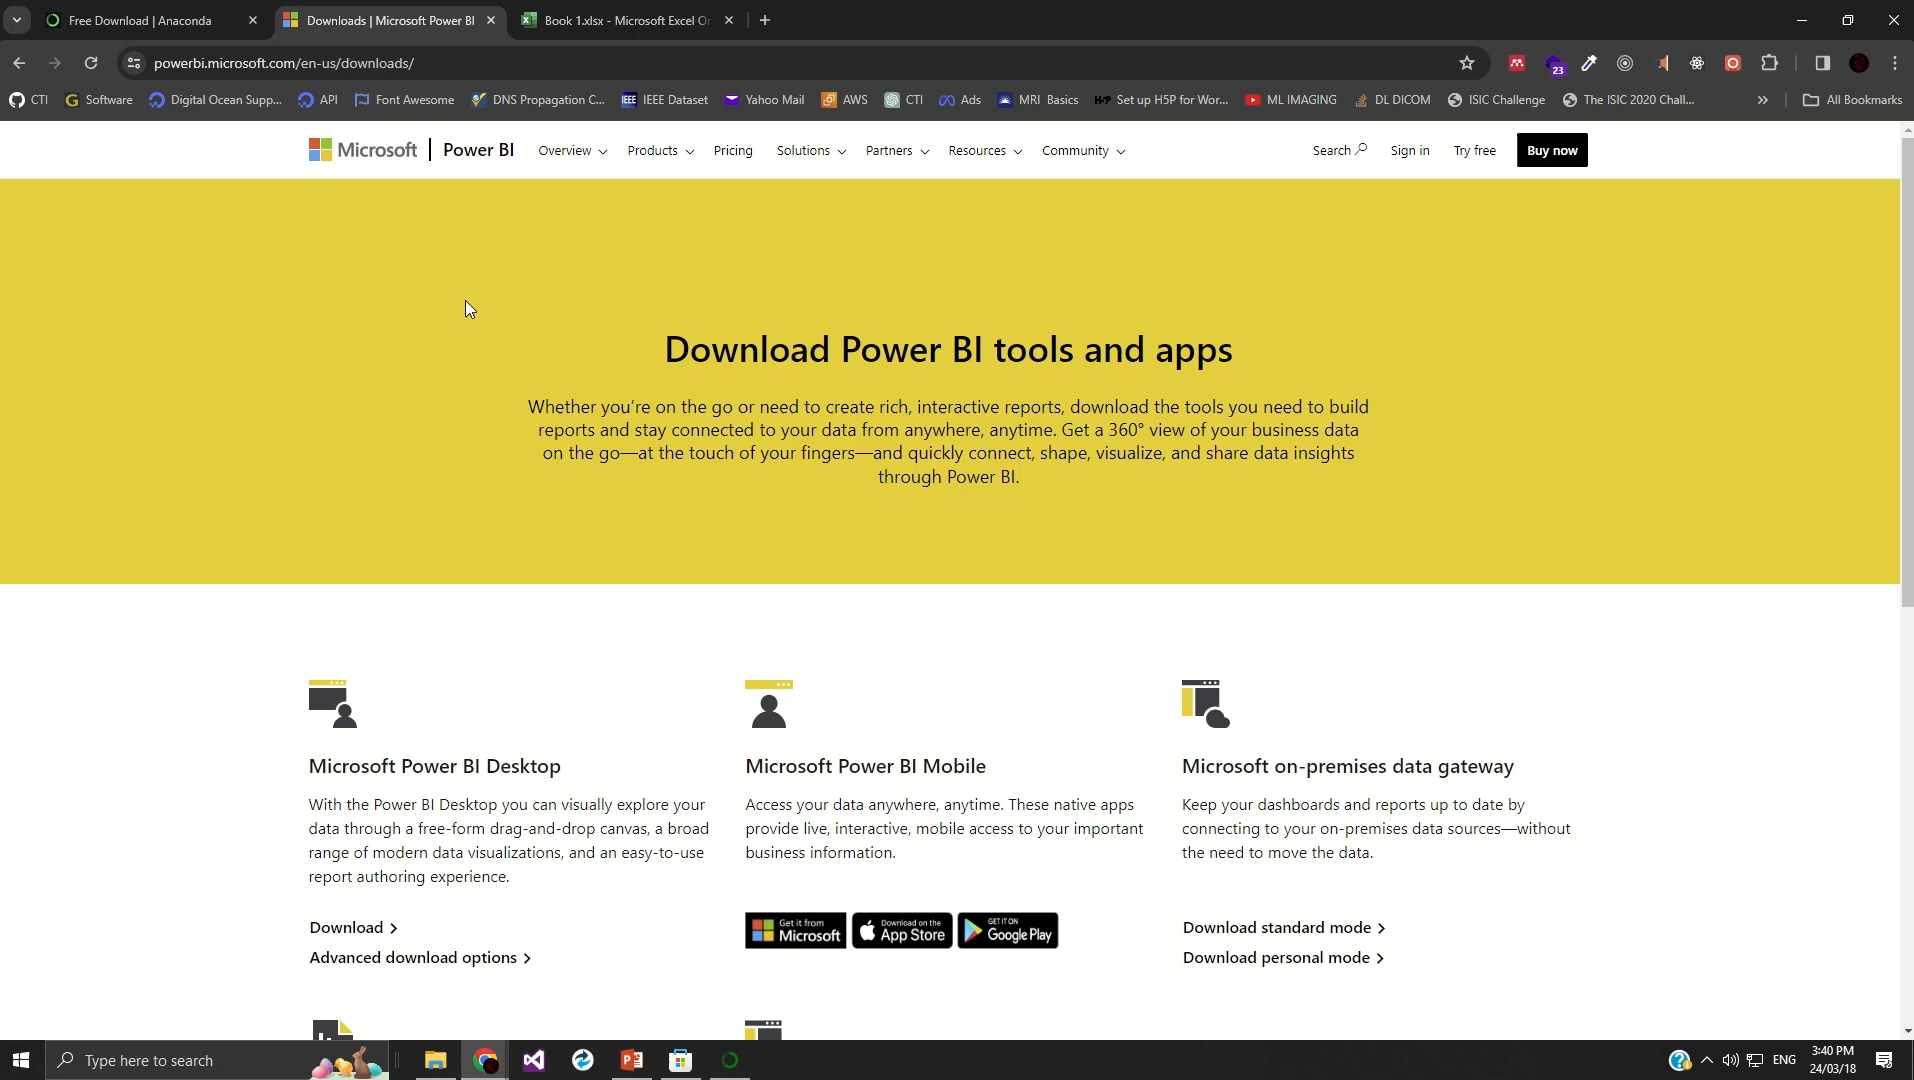 Free Download | Anaconda
Downloads | Microsoft Power BI
Book 1.xlsx - Microsoft Excel Or
powerbi.microsoft.com/en-us/downloads/
23
CTI
Software
Digital Ocean Supp...
API
Font Awesome
DNS Propagation C...
IEEE IEEE Dataset
Yahoo Mail
AWS
CTI
Ads
MRI Basics
H-P Set up H5P for Wor...
ML IMAGING
DL DICOM
ISIC Challenge
The ISIC 2020 Chall...
All Bookmarks
Microsoft | Power BI
Overview
Products
Pricing
Solutions
Partners
Resources
Community
Search
Sign in
Try free
Buy now
Download Power BI tools and apps
Whether you're on the go or need to create rich, interactive reports, download the tools you need to build
reports and stay connected to your data from anywhere, anytime. Get a 360° view of your business data
on the go—at the touch of your fingers—and quickly connect, shape, visualize, and share data insights
through Power BI.
Microsoft Power BI Desktop
With the Power BI Desktop you can visually explore your
data through a free-form drag-and-drop canvas, a broad
range of modern data visualizations, and an easy-to-use
report authoring experience.
Download
Advanced download options
Microsoft Power BI Mobile
Access your data anywhere, anytime. These native apps
provide live, interactive, mobile access to your important
business information.
Get it from
Microsoft
Download on the
App Store
GET IT ON
Google Play
Microsoft on-premises data gateway
Keep your dashboards and reports up to date by
connecting to your on-premises data sources—without
the need to move the data.
Download standard mode
Download personal mode
Type here to search
ENG
3:40 PM
24/03/18